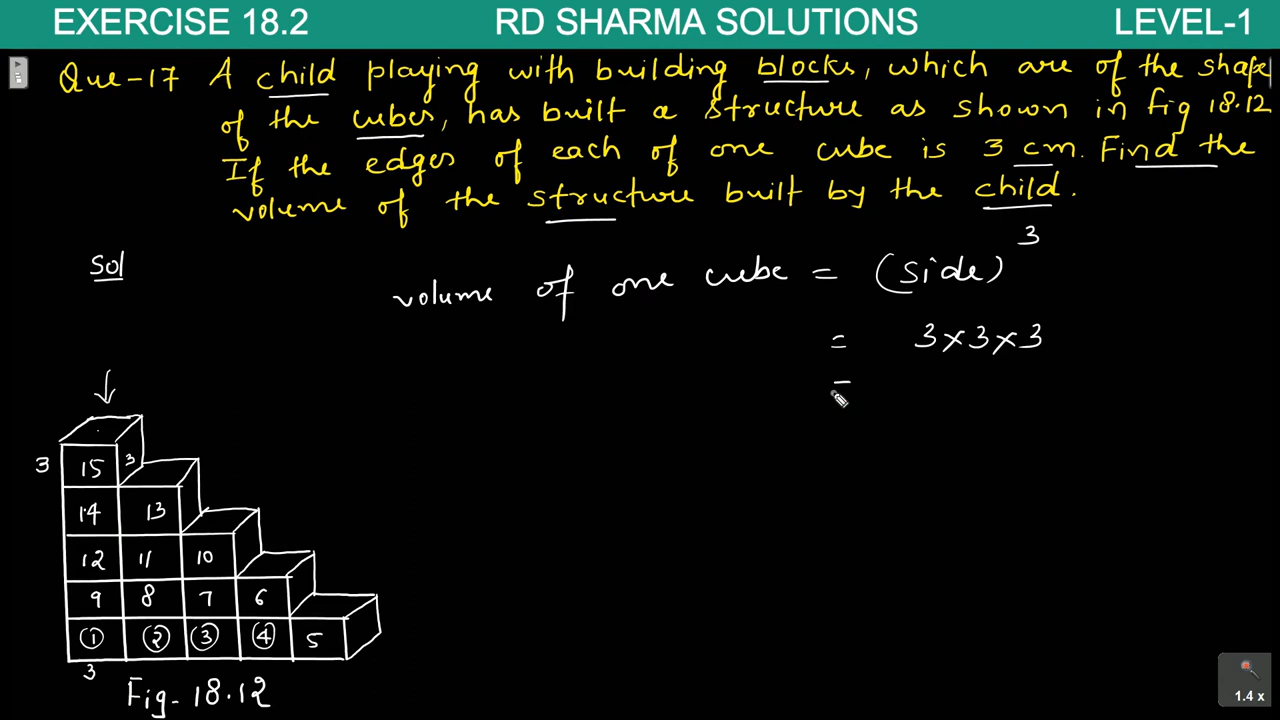 EXERCISE 18.2 RD SHARMA SOLUTIONS LEVEL-1
Que-17 A child playing with building blocks, which are of the shape
of the cubes, has built a structure as shown in fig 18.12
If the edges of each of one cube is 3 cm. Find the
volume of the structure built by the child.
Sol
volume of one cube = (side)³
= 3×3×3
=
3 15 3
14 13
12 11 10
9 8 7 6
① ② ③ ④ 5
3
Fig- 18.12
1.4 x